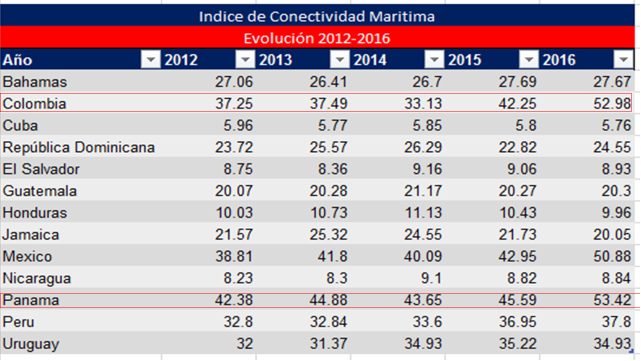 Indice de Conectividad Maritima
Evolución 2012-2016
Año 2012 2013 2014 2015 2016
Bahamas 27.06 26.41 26.7 27.69 27.67
Colombia 37.25 37.49 33.13 42.25 52.98
Cuba 5.96 5.77 5.85 5.8 5.76
República Dominicana 23.72 25.57 26.29 22.82 24.55
El Salvador 8.75 8.36 9.16 9.06 8.93
Guatemala 20.07 20.28 21.17 20.27 20.3
Honduras 10.03 10.73 11.13 10.43 9.96
Jamaica 21.57 25.32 24.55 21.73 20.05
Mexico 38.81 41.8 40.09 42.95 50.88
Nicaragua 8.23 8.3 9.1 8.82 8.84
Panama 42.38 44.88 43.65 45.59 53.42
Peru 32.8 32.84 33.6 36.95 37.8
Uruguay 32 31.37 34.93 35.22 34.93